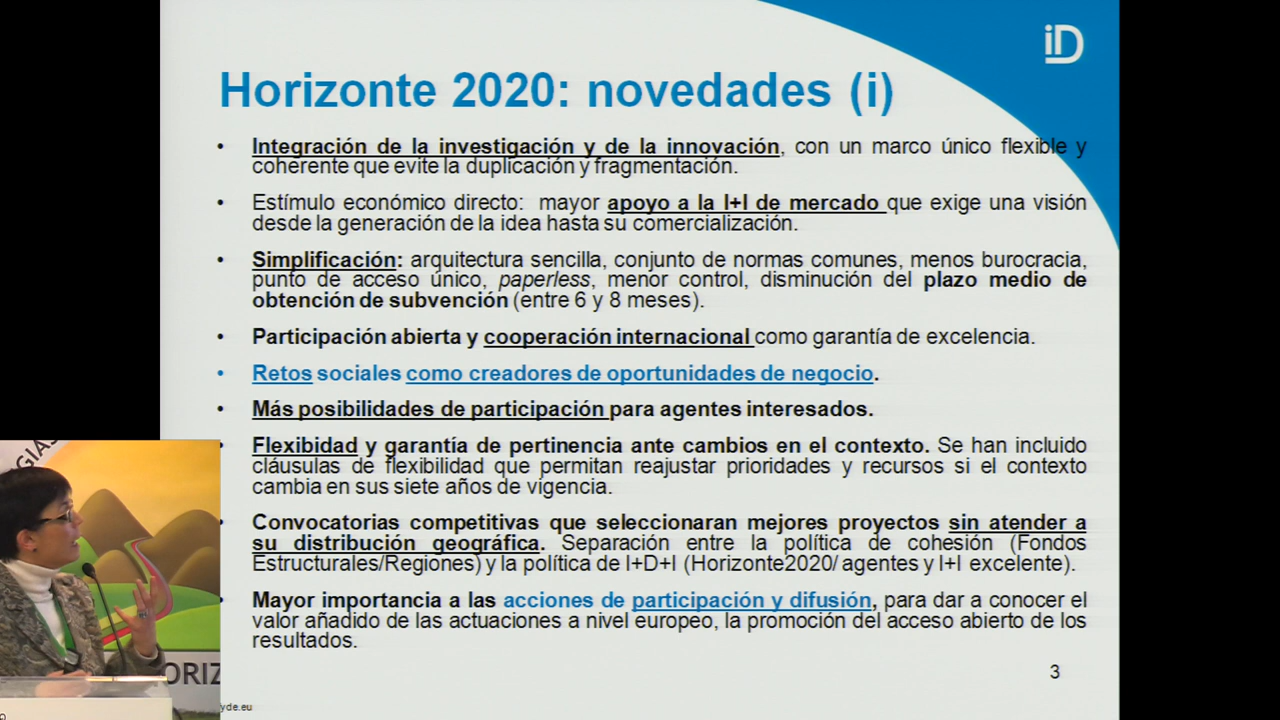 iD
Horizonte 2020: novedades (i)
• Integración de la investigación y de la innovación, con un marco único flexible y
coherente que evite la duplicación y fragmentación.
• Estímulo económico directo: mayor apoyo a la I+I de mercado que exige una visión
desde la generación de la idea hasta su comercialización.
• Simplificación: arquitectura sencilla, conjunto de normas comunes, menos burocracia,
punto de acceso único, paperless, menor control, disminución del plazo medio de
obtención de subvención (entre 6 y 8 meses).
• Participación abierta y cooperación internacional como garantía de excelencia.
• Retos sociales como creadores de oportunidades de negocio.
• Más posibilidades de participación para agentes interesados.
• Flexibidad y garantía de pertinencia ante cambios en el contexto. Se han incluido
cláusulas de flexibilidad que permitan reajustar prioridades y recursos si el contexto
cambia en sus siete años de vigencia.
• Convocatorias competitivas que seleccionaran mejores proyectos sin atender a
su distribución geográfica. Separación entre la política de cohesión (Fondos
Estructurales/Regiones) y la política de I+D+I (Horizonte2020/ agentes y I+I excelente).
• Mayor importancia a las acciones de participación y difusión, para dar a conocer el
valor añadido de las actuaciones a nivel europeo, la promoción del acceso abierto de los
resultados.
3
GIAS
ORIZ
yde.eu